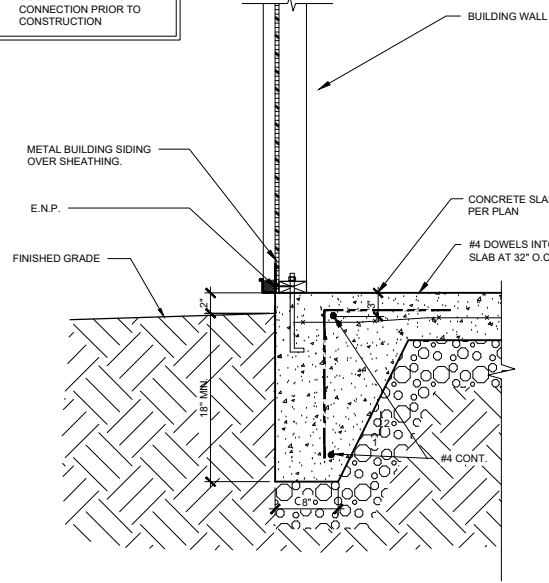 CONNECTION PRIOR TO
CONSTRUCTION
BUILDING WALL
METAL BUILDING SIDING
OVER SHEATHING.
E.N.P.
CONCRETE SLA
PER PLAN
#4 DOWELS INTO
SLAB AT 32" O.C
FINISHED GRADE
2"
3"
18" MIN.
2
1
#4 CONT.
8"